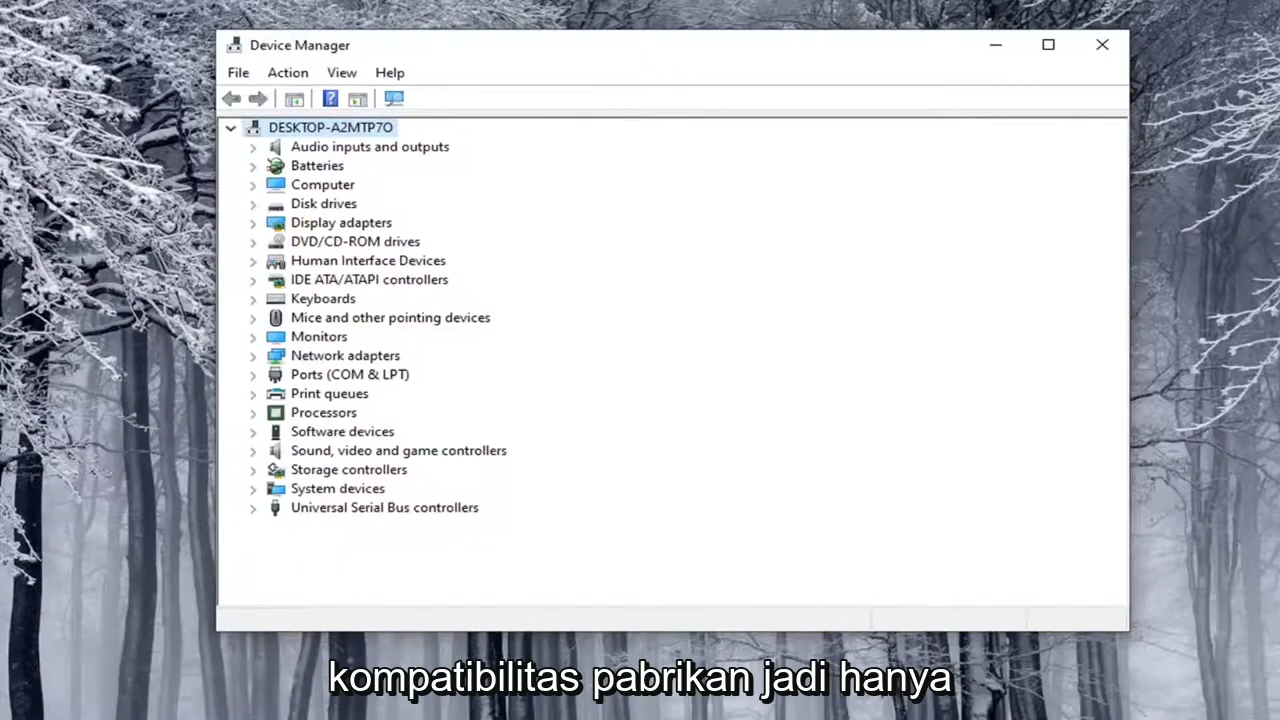 Device Manager
File Action View Help
DESKTOP-A2MTP7O
Audio inputs and outputs
Batteries
Computer
Disk drives
Display adapters
DVD/CD-ROM drives
Human Interface Devices
IDE ATA/ATAPI controllers
Keyboards
Mice and other pointing devices
Monitors
Network adapters
Ports (COM & LPT)
Print queues
Processors
Software devices
Sound, video and game controllers
Storage controllers
System devices
Universal Serial Bus controllers
kompatibilitas pabrikan jadi hanya